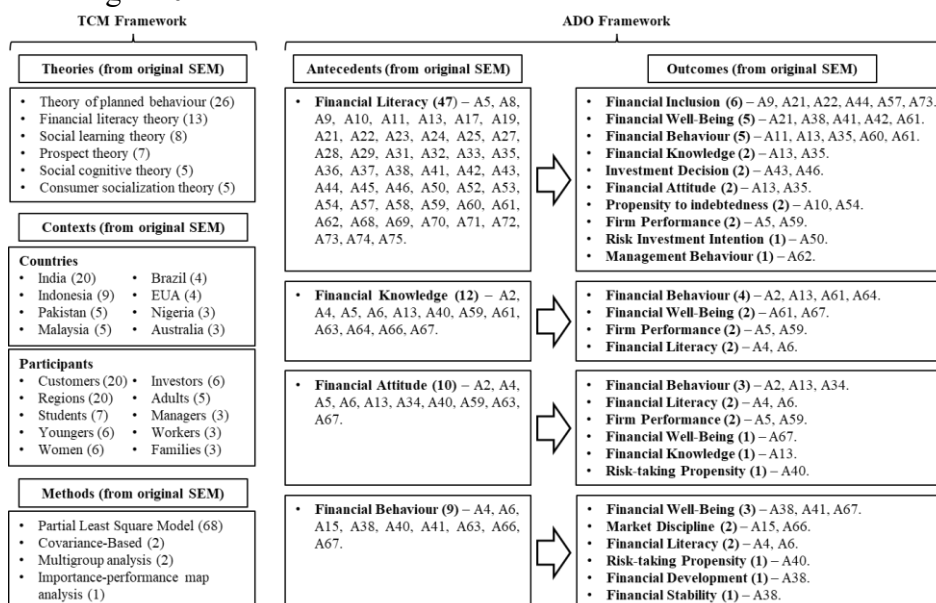 TCM Framework
Theories (from original SEM)
• Theory of planned behaviour (26)
• Financial literacy theory (13)
• Social learning theory (8)
• Prospect theory (7)
• Social cognitive theory (5)
• Consumer socialization theory (5)
Contexts (from original SEM)
Countries
• India (20) • Brazil (4)
• Indonesia (9) • EUA (4)
• Pakistan (5) • Nigeria (3)
• Malaysia (5) • Australia (3)
Participants
• Customers (20) • Investors (6)
• Regions (20) • Adults (5)
• Students (7) • Managers (3)
• Youngers (6) • Workers (3)
• Women (6) • Families (3)
Methods (from original SEM)
• Partial Least Square Model (68)
• Covariance-Based (2)
• Multigroup analysis (2)
• Importance-performance map
analysis (1)
ADO Framework
Antecedents (from original SEM)
• Financial Literacy (47) – A5, A8,
A9, A10, A11, A13, A17, A19,
A21, A22, A23, A24, A25, A27,
A28, A29, A31, A32, A33, A35,
A36, A37, A38, A41, A42, A43,
A44, A45, A46, A50, A52, A53,
A54, A57, A58, A59, A60, A61,
A62, A68, A69, A70, A71, A72,
A73, A74, A75.
Outcomes (from original SEM)
• Financial Inclusion (6) – A9, A21, A22, A44, A57, A73.
• Financial Well-Being (5) – A21, A38, A41, A42, A61.
• Financial Behaviour (5) – A11, A13, A35, A60, A61.
• Financial Knowledge (2) – A13, A35.
• Investment Decision (2) – A43, A46.
• Financial Attitude (2) – A13, A35.
• Propensity to indebtedness (2) – A10, A54.
• Firm Performance (2) – A5, A59.
• Risk Investment Intention (1) – A50.
• Management Behaviour (1) – A62.
• Financial Knowledge (12) – A2,
A4, A5, A6, A13, A40, A59, A61,
A63, A64, A66, A67.
• Financial Behaviour (4) – A2, A13, A61, A64.
• Financial Well-Being (2) – A61, A67.
• Firm Performance (2) – A5, A59.
• Financial Literacy (2) – A4, A6.
• Financial Attitude (10) – A2, A4,
A5, A6, A13, A34, A40, A59, A63,
A67.
• Financial Behaviour (3) – A2, A13, A34.
• Financial Literacy (2) – A4, A6.
• Firm Performance (2) – A5, A59.
• Financial Well-Being (1) – A67.
• Financial Knowledge (1) – A13.
• Risk-taking Propensity (1) – A40.
• Financial Behaviour (9) – A4, A6,
A15, A38, A40, A41, A63, A66,
A67.
• Financial Well-Being (3) – A38, A41, A67.
• Market Discipline (2) – A15, A66.
• Financial Literacy (2) – A4, A6.
• Risk-taking Propensity (1) – A40.
• Financial Development (1) – A38.
• Financial Stability (1) – A38.